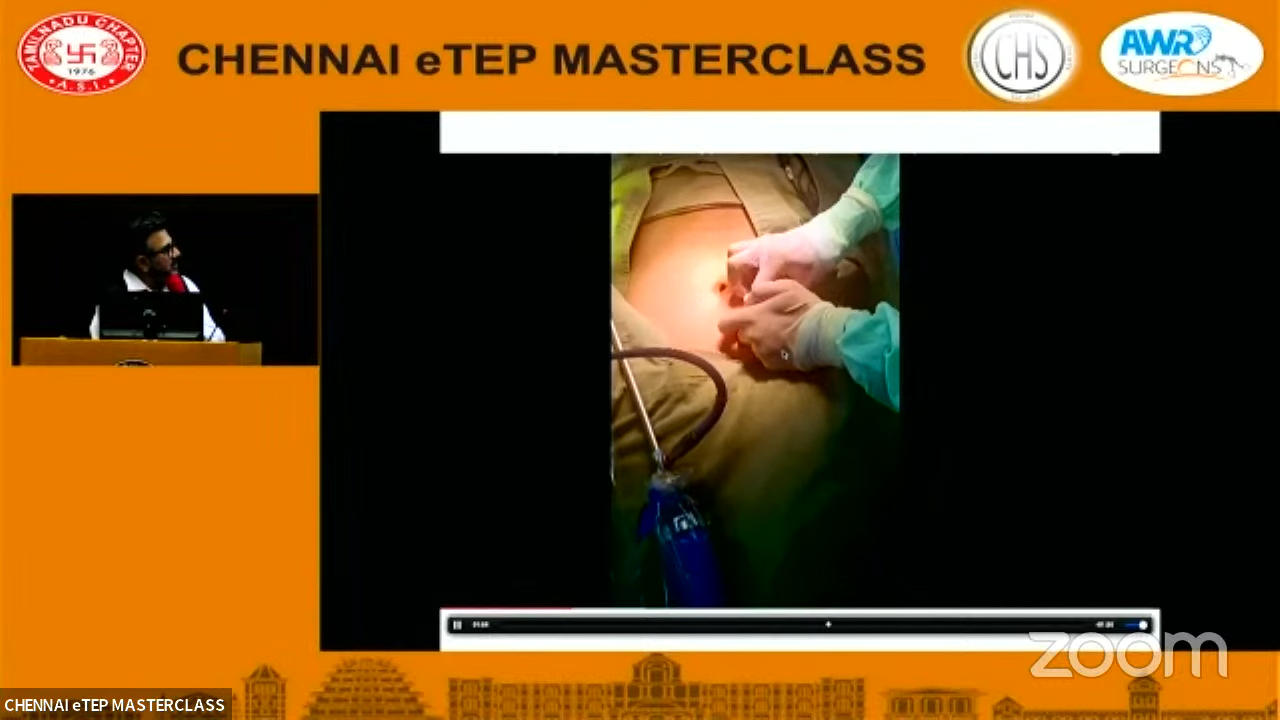 TAMILNADU CHAPTER
1976
A.S.I.
CHENNAI eTEP MASTERCLASS
CHS
AWR
SURGEONS
zoom
CHENNAI eTEP MASTERCLASS